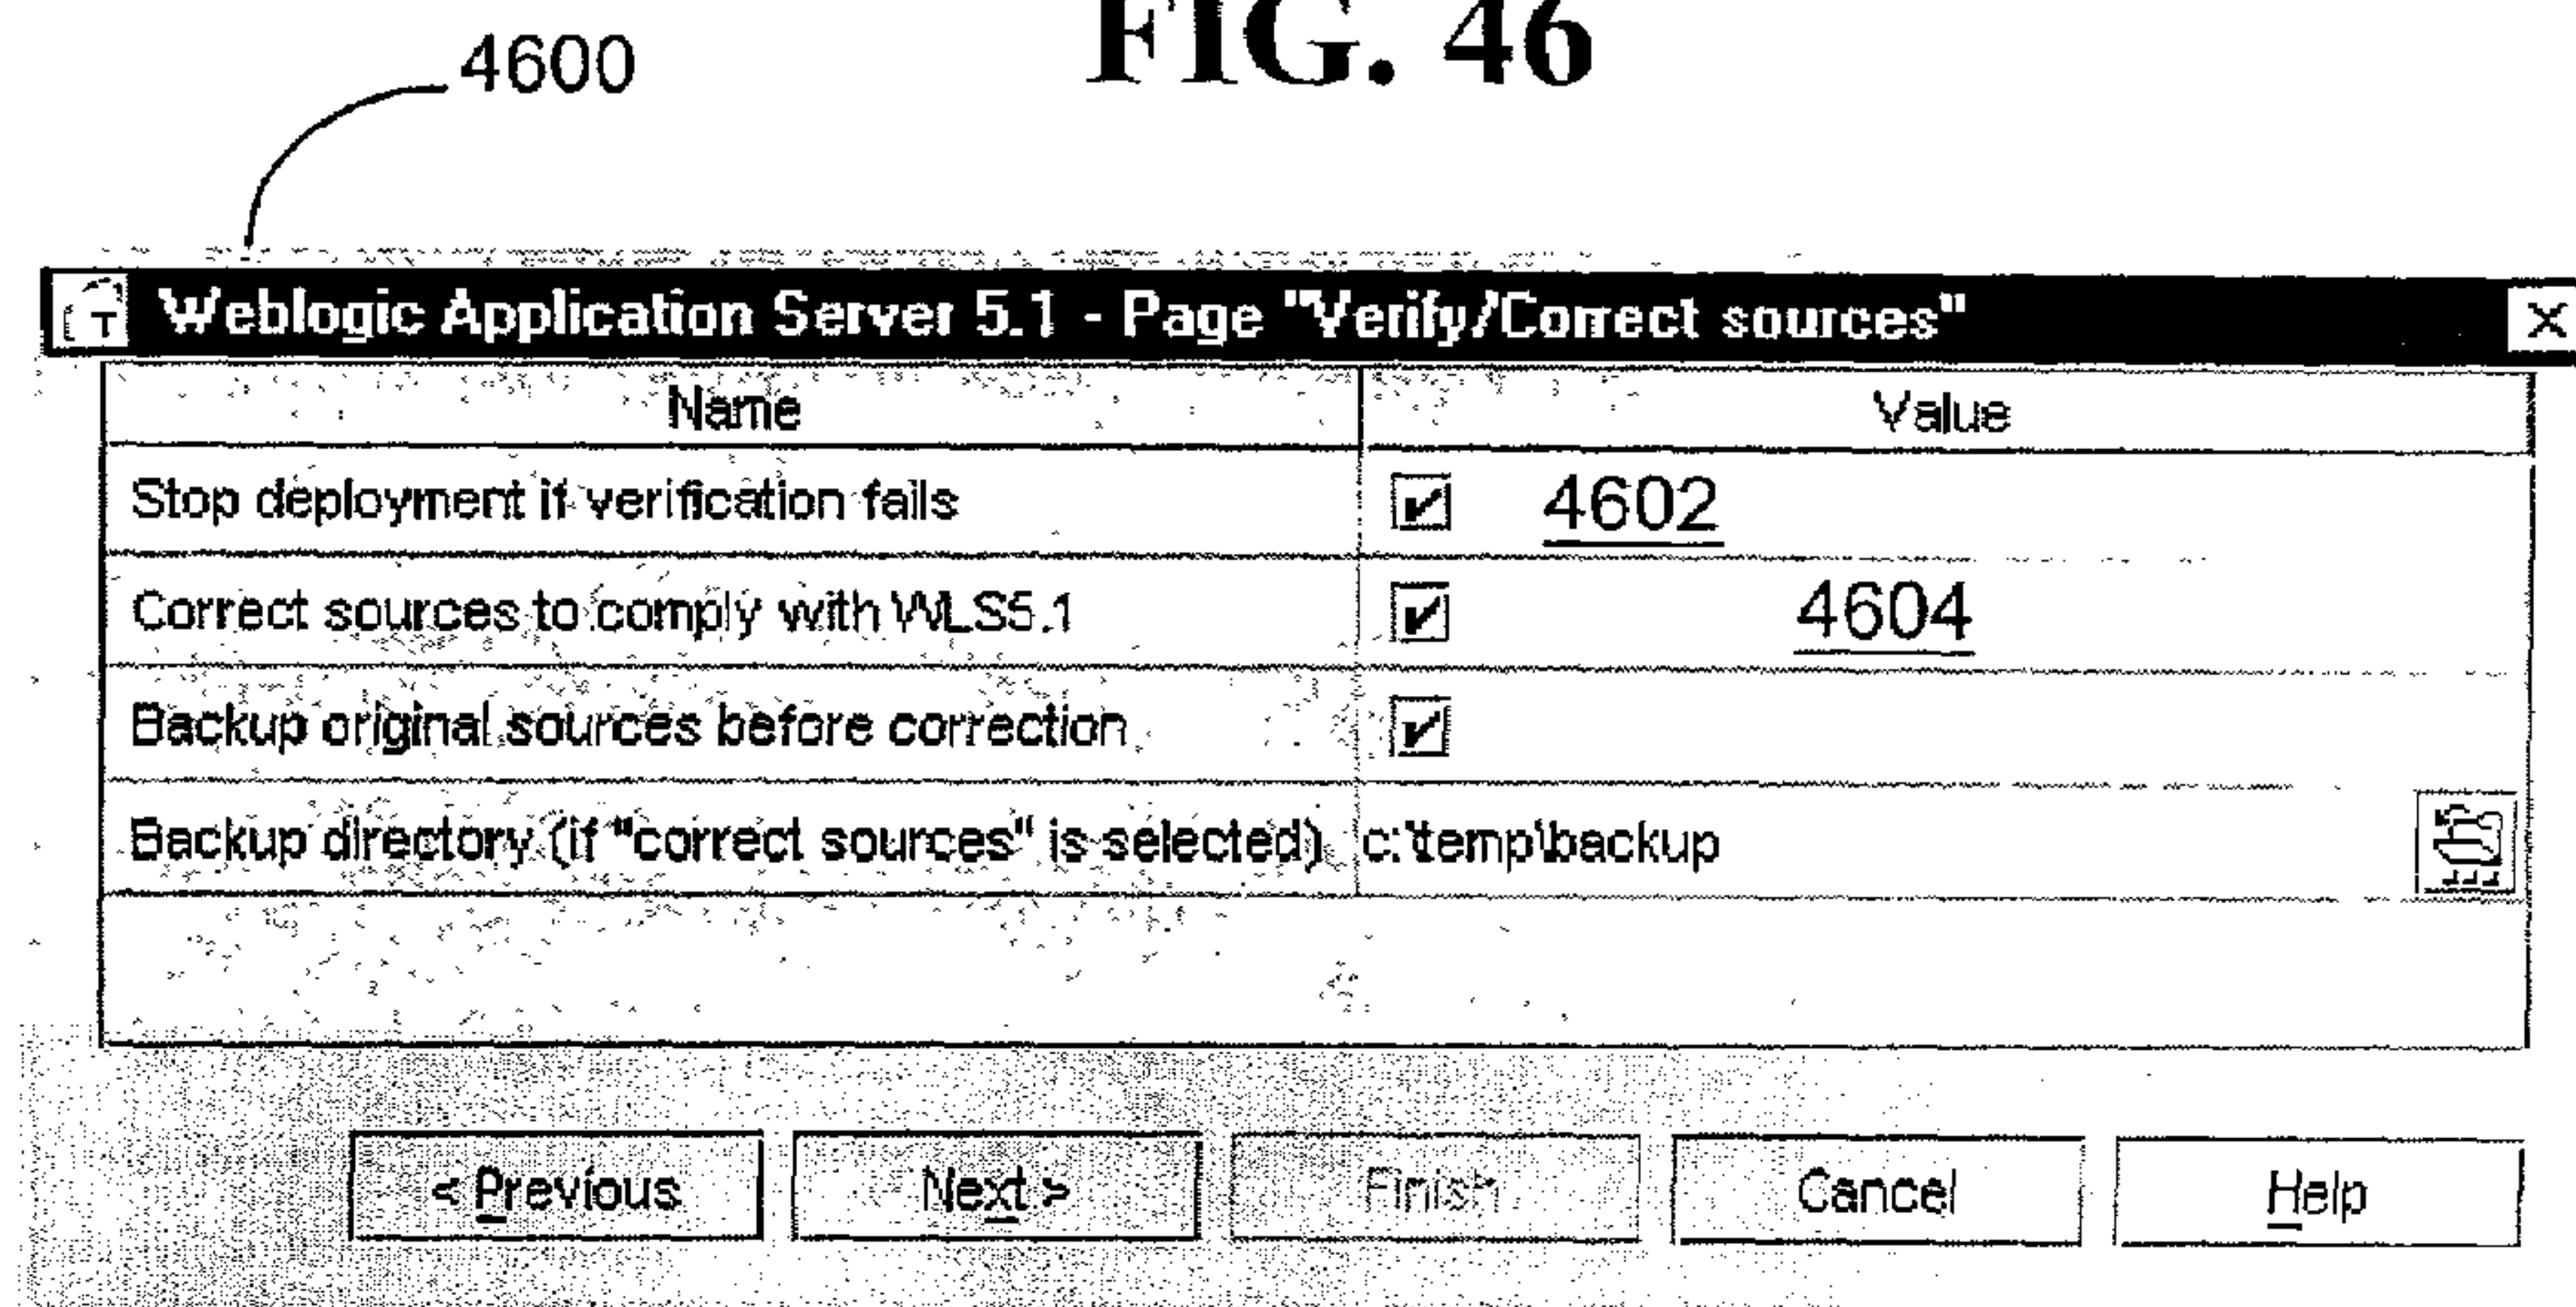 FIG. 46
4600
Weblogic Application Server 5.1 - Page "Verify/Correct sources"
Name Value
Stop deployment if verification fails 4602
Correct sources to comply with WLS5.1 4604
Backup original sources before correction
Backup directory (if "correct sources" is selected) c:\temp\backup
< Previous Next > Finish Cancel Help